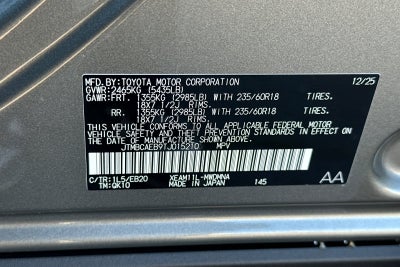 MFD.BY:TOYOTA MOTOR CORPORATION 12/25
GVWR: 2465KG (5435LB)
GAWR:FRT. 1355KG (2985LB) WITH 235/60R18 TIRES.
18X7 1/2J RIMS.
RR. 1355KG (2985LB) WITH 235/60R18 TIRES.
18X7 1/2J RIMS.
THIS VEHICLE CONFORMS TO ALL APPLICABLE FEDERAL MOTOR
VEHICLE SAFETY AND THEFT PREVENTION STANDARDS IN EFFECT ON
THE DATE OF MANUFACTURE SHOWN ABOVE.
JTMBCAEB9TJ015210 MPV
C/TR:1L5/EB20 XEAM11L-MWDMNA
TM:QK10 MADE IN JAPAN 145 AA